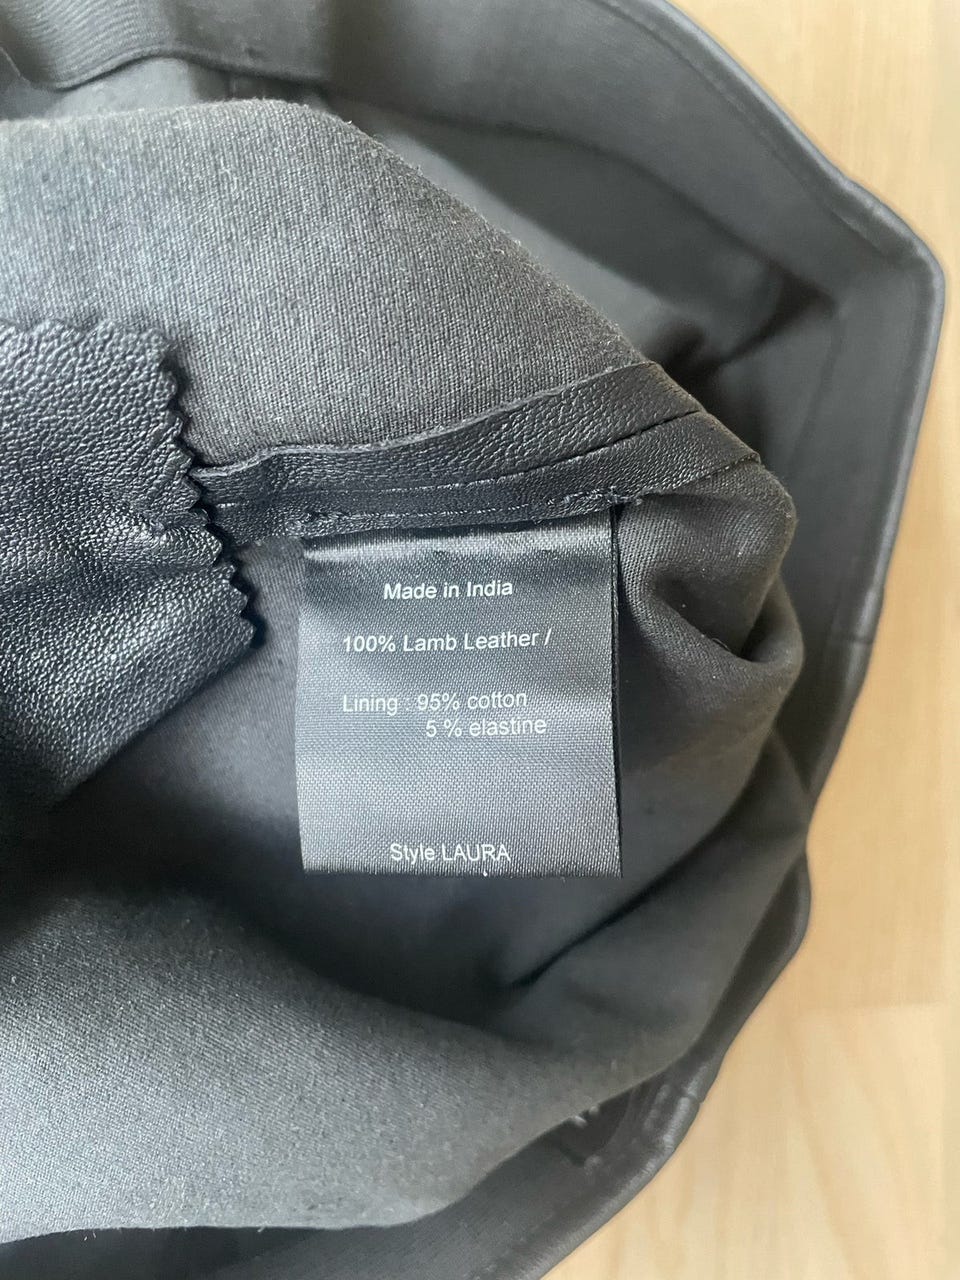 Made in India
100% Lamb Leather /
Lining : 95% cotton
5 % elastine
Style LAURA